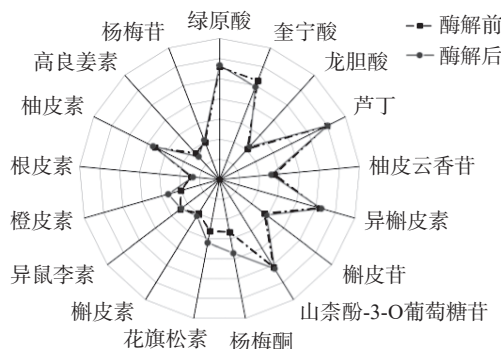 绿原酸
奎宁酸
龙胆酸
芦丁
柚皮云香苷
异槲皮素
槲皮苷
山柰酚-3-O葡萄糖苷
杨梅酮
花旗松素
槲皮素
异鼠李素
橙皮素
根皮素
柚皮素
高良姜素
杨梅苷
酶解前
酶解后